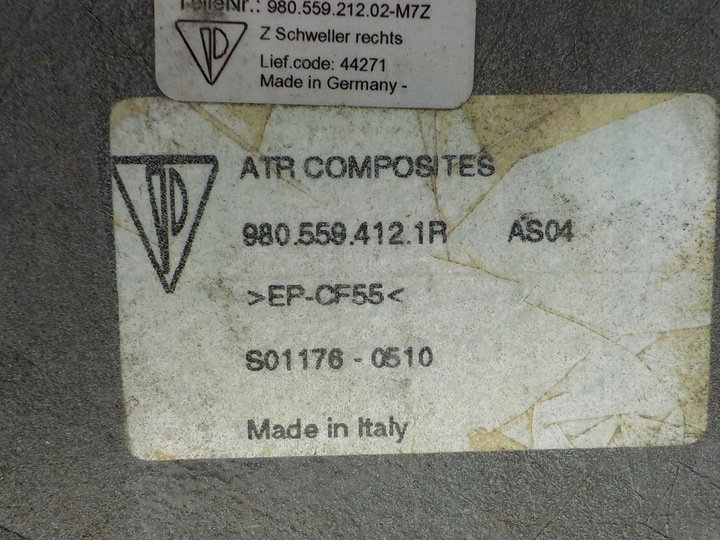 TeileNr.: 980.559.212.02-M7Z
Z Schweller rechts
Lief.code: 44271
Made in Germany -
ATR COMPOSITES
980.559.412.1R AS04
>EP-CF55<
S01176 - 0510
Made in Italy